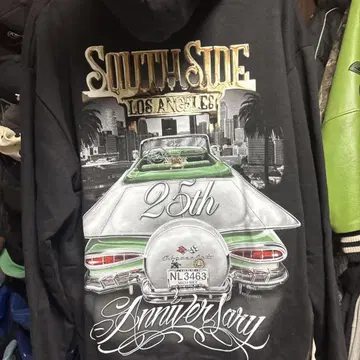 SOUTH SIDE
LOS ANGELES
25th
NL3463
Anniversary